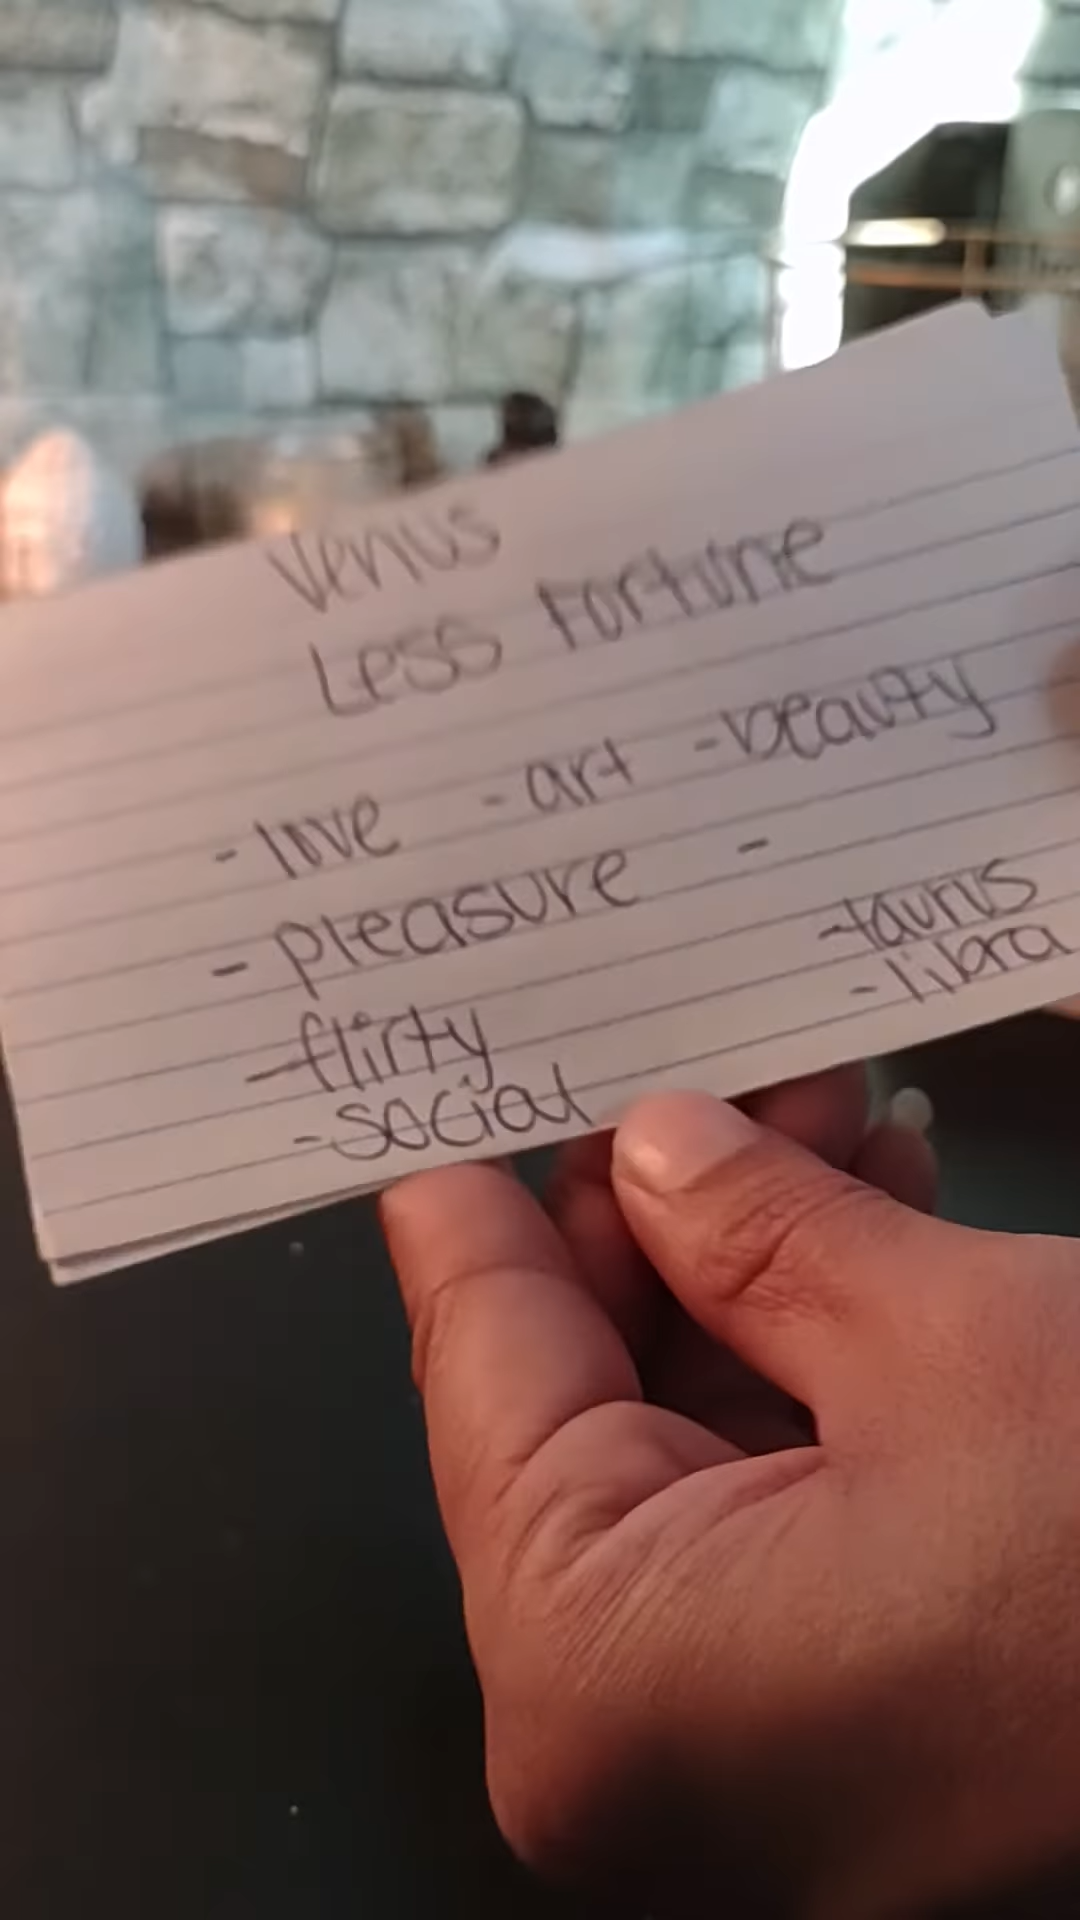 Venus
Less Fortune
- love - art - beauty
- pleasure -
- flirty
- social
- taurus
- libra